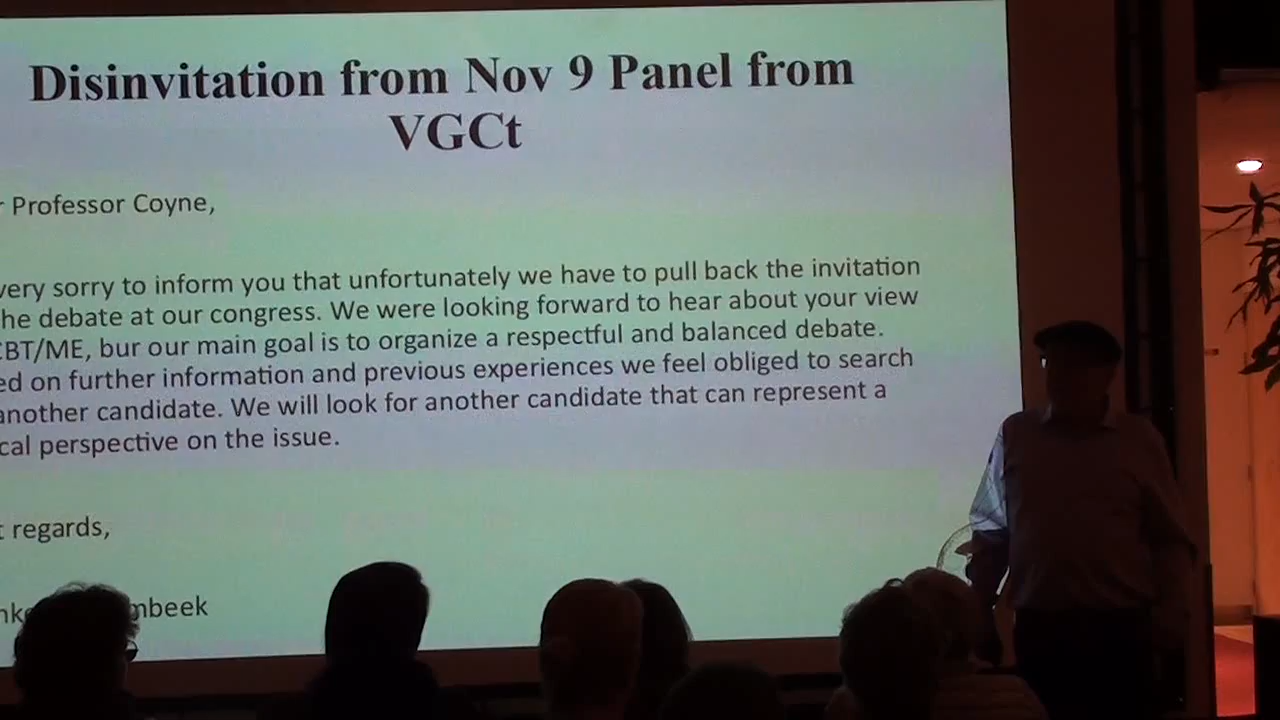 Disinvitation from Nov 9 Panel from
VGCt
Professor Coyne,
very sorry to inform you that unfortunately we have to pull back the invitation
he debate at our congress. We were looking forward to hear about your view
CBT/ME, bur our main goal is to organize a respectful and balanced debate.
ed on further information and previous experiences we feel obliged to search
another candidate. We will look for another candidate that can represent a
cal perspective on the issue.
regards,
mbeek